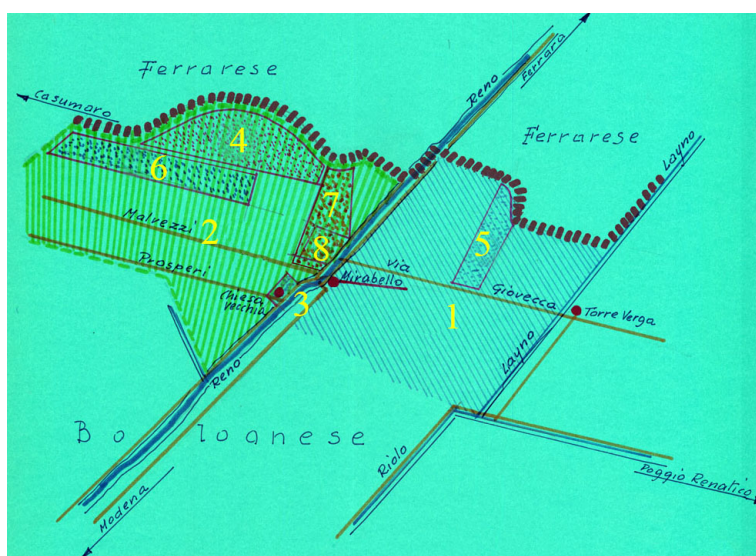 Ferrarese
Casumaro
Reno
Ferrara
Ferrarese
Layno
4
6
7
2
Malvezzi
8
5
Prosperi
via
Mirabello
Giovecca
Chiesa
Vecchia
3
1
Torre Verga
Layno
Reno
Bo loanese
Riolo
Poggio Renatico
Modena